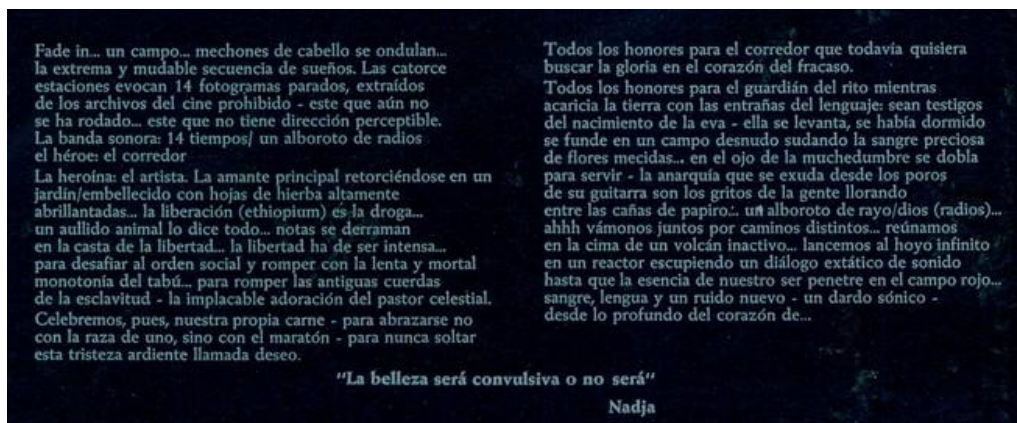 Fade in... un campo... mechones de cabello se ondulan...
la extrema y mudable secuencia de sueños. Las catorce
estaciones evocan 14 fotogramas parados, extraídos
de los archivos del cine prohibido - este que aún no
se ha rodado... este que no tiene dirección perceptible.
La banda sonora: 14 tiempos/ un alboroto de radios
el héroe: el corredor
La heroína: el artista. La amante principal retorciéndose en un
jardín/embellecido con hojas de hierba altamente
abrillantadas... la liberación (ethiopium) es la droga...
un aullido animal lo dice todo... notas se derraman
en la casta de la libertad... la libertad ha de ser intensa...
para desafiar al orden social y romper con la lenta y mortal
monotonía del tabú... para romper las antiguas cuerdas
de la esclavitud - la implacable adoración del pastor celestial.
Celebremos, pues, nuestra propia carne - para abrazarse no
con la raza de uno, sino con el maratón - para nunca soltar
esta tristeza ardiente llamada deseo.
Todos los honores para el corredor que todavía quisiera
buscar la gloria en el corazón del fracaso.
Todos los honores para el guardián del rito mientras
acaricia la tierra con las entrañas del lenguaje: sean testigos
del nacimiento de la eva - ella se levanta, se había dormido
se funde en un campo desnudo sudando la sangre preciosa
de flores mecidas... en el ojo de la muchedumbre se dobla
para servir - la anarquía que se exuda desde los poros
de su guitarra son los gritos de la gente llorando
entre las cañas de papiro... un alboroto de rayo/dios (radios)...
ahhh vámonos juntos por caminos distintos... reúnamos
en la cima de un volcán inactivo... lancemos al hoyo infinito
en un reactor escupiendo un diálogo extático de sonido
hasta que la esencia de nuestro ser penetre en el campo rojo...
sangre, lengua y un ruido nuevo - un dardo sónico -
desde lo profundo del corazón de...
"La belleza será convulsiva o no será"
Nadja